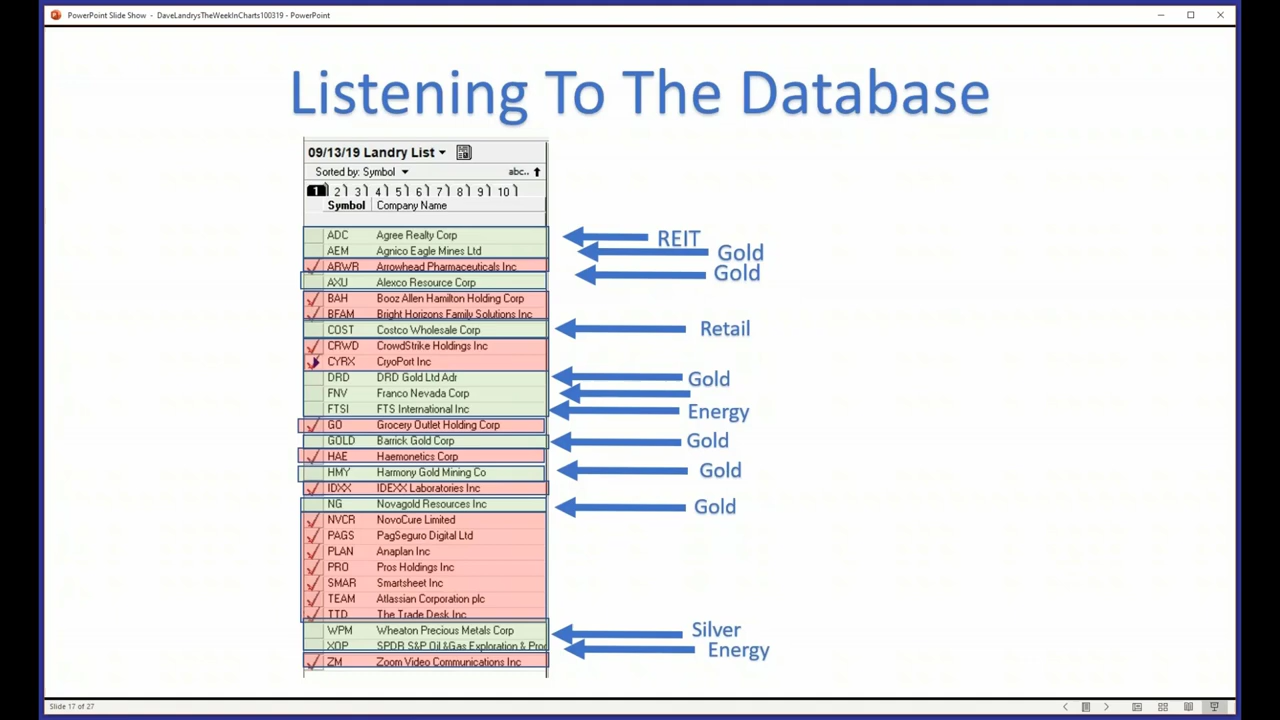 PowerPoint Slide Show - DaveLandrysTheWeekInCharts100319 - PowerPoint
Listening To The Database
09/13/19 Landry List
Sorted by: Symbol abc..
1 2 3 4 5 6 7 8 9 10
Symbol Company Name
ADC Agree Realty Corp REIT
AEM Agnico Eagle Mines Ltd Gold
ARWR Arrowhead Pharmaceuticals Inc
AXU Alexco Resource Corp Gold
BAH Booz Allen Hamilton Holding Corp
BFAM Bright Horizons Family Solutions Inc
COST Costco Wholesale Corp Retail
CRWD CrowdStrike Holdings Inc
CYRX CryoPort Inc
DRD DRD Gold Ltd Adr Gold
FNV Franco Nevada Corp
FTSI FTS International Inc Energy
GO Grocery Outlet Holding Corp
GOLD Barrick Gold Corp Gold
HAE Haemonetics Corp
HMY Harmony Gold Mining Co Gold
IDXX IDEXX Laboratories Inc
NG Novagold Resources Inc Gold
NVCR NovoCure Limited
PAGS PagSeguro Digital Ltd
PLAN Anaplan Inc
PRO Pros Holdings Inc
SMAR Smartsheet Inc
TEAM Atlassian Corporation plc
TTD The Trade Desk Inc
WPM Wheaton Precious Metals Corp Silver
XOP SPDR S&P Oil &Gas Exploration & Proc Energy
ZM Zoom Video Communications Inc
Slide 17 of 27